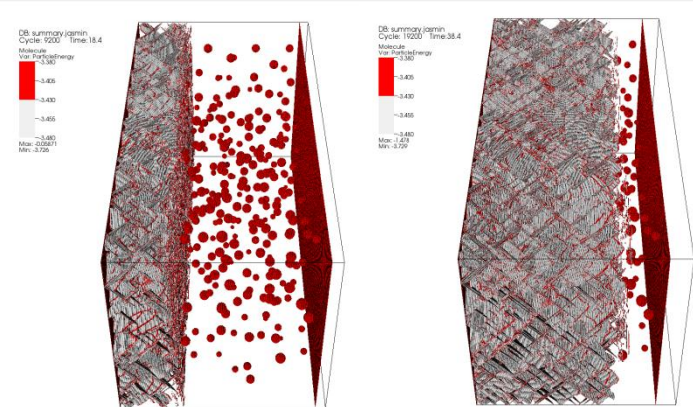 DB: summary.jasmin
Cycle: 9200 Time:18.4
Molecule
Var: ParticleEnergy
-3.380
-3.405
-3.430
-3.455
-3.480
Max: -0.05871
Min: -3.726
DB: summary.jasmin
Cycle: 19200 Time:38.4
Molecule
Var: ParticleEnergy
-3.380
-3.405
-3.430
-3.455
-3.480
Max: -1.478
Min: -3.729